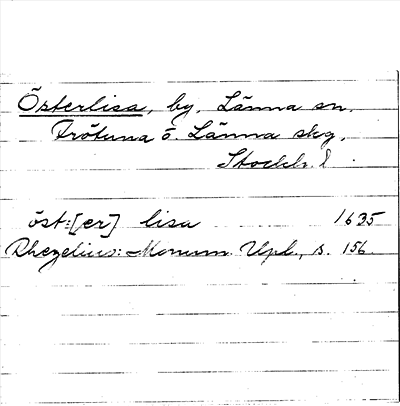 Österlisa, by, Länna sn,
Frötuna o. Länna skg,
Stockh. l
öst=[er] lisa 1635
Rhezelius: Monum. Upl., s. 156